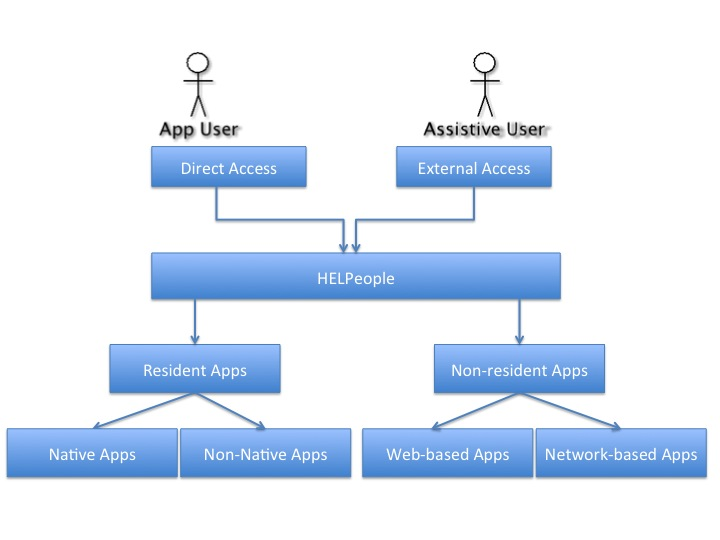 App User
Assistive User
Direct Access
External Access
HELPeople
Resident Apps
Non-resident Apps
Native Apps
Non-Native Apps
Web-based Apps
Network-based Apps